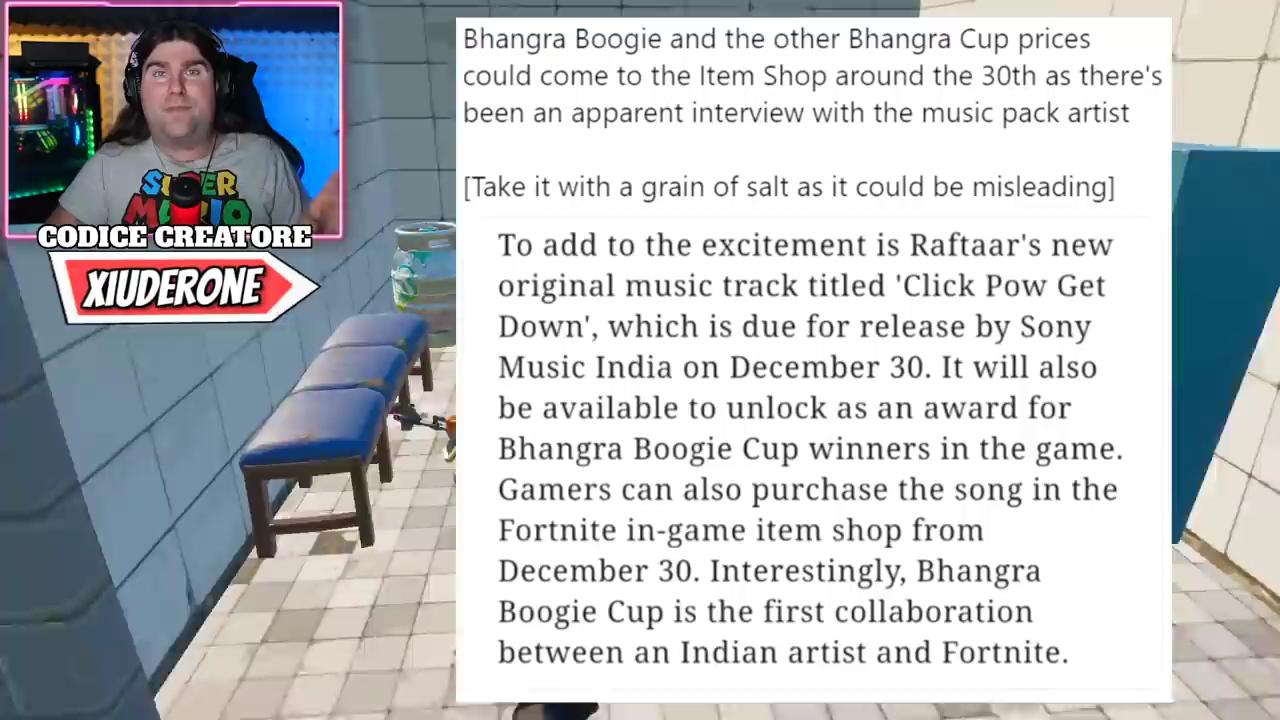 Bhangra Boogie and the other Bhangra Cup prices
could come to the Item Shop around the 30th as there's
been an apparent interview with the music pack artist
[Take it with a grain of salt as it could be misleading]
To add to the excitement is Raftaar's new
original music track titled 'Click Pow Get
Down', which is due for release by Sony
Music India on December 30. It will also
be available to unlock as an award for
Bhangra Boogie Cup winners in the game.
Gamers can also purchase the song in the
Fortnite in-game item shop from
December 30. Interestingly, Bhangra
Boogie Cup is the first collaboration
between an Indian artist and Fortnite.
SUPER
MARIO
CODICE CREATORE
XIUDERONE